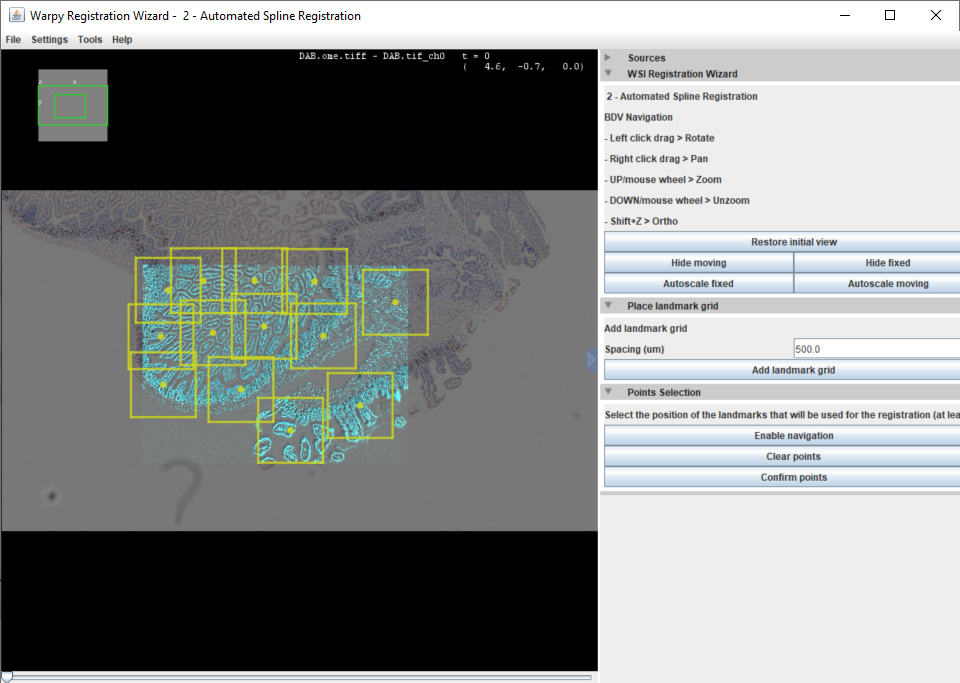 Warpy Registration Wizard - 2 - Automated Spline Registration
File Settings Tools Help
DAB.ome.tiff - DAB.tif_ch0 t = 0
( 4.6, -0.7, 0.0)
x
y
Sources
WSI Registration Wizard
2 - Automated Spline Registration
BDV Navigation
- Left click drag > Rotate
- Right click drag > Pan
- UP/mouse wheel > Zoom
- DOWN/mouse wheel > Unzoom
- Shift+Z > Ortho
Restore initial view
Hide moving Hide fixed
Autoscale fixed Autoscale moving
Place landmark grid
Add landmark grid
Spacing (um) 500.0
Add landmark grid
Points Selection
Select the position of the landmarks that will be used for the registration (at lea
Enable navigation
Clear points
Confirm points